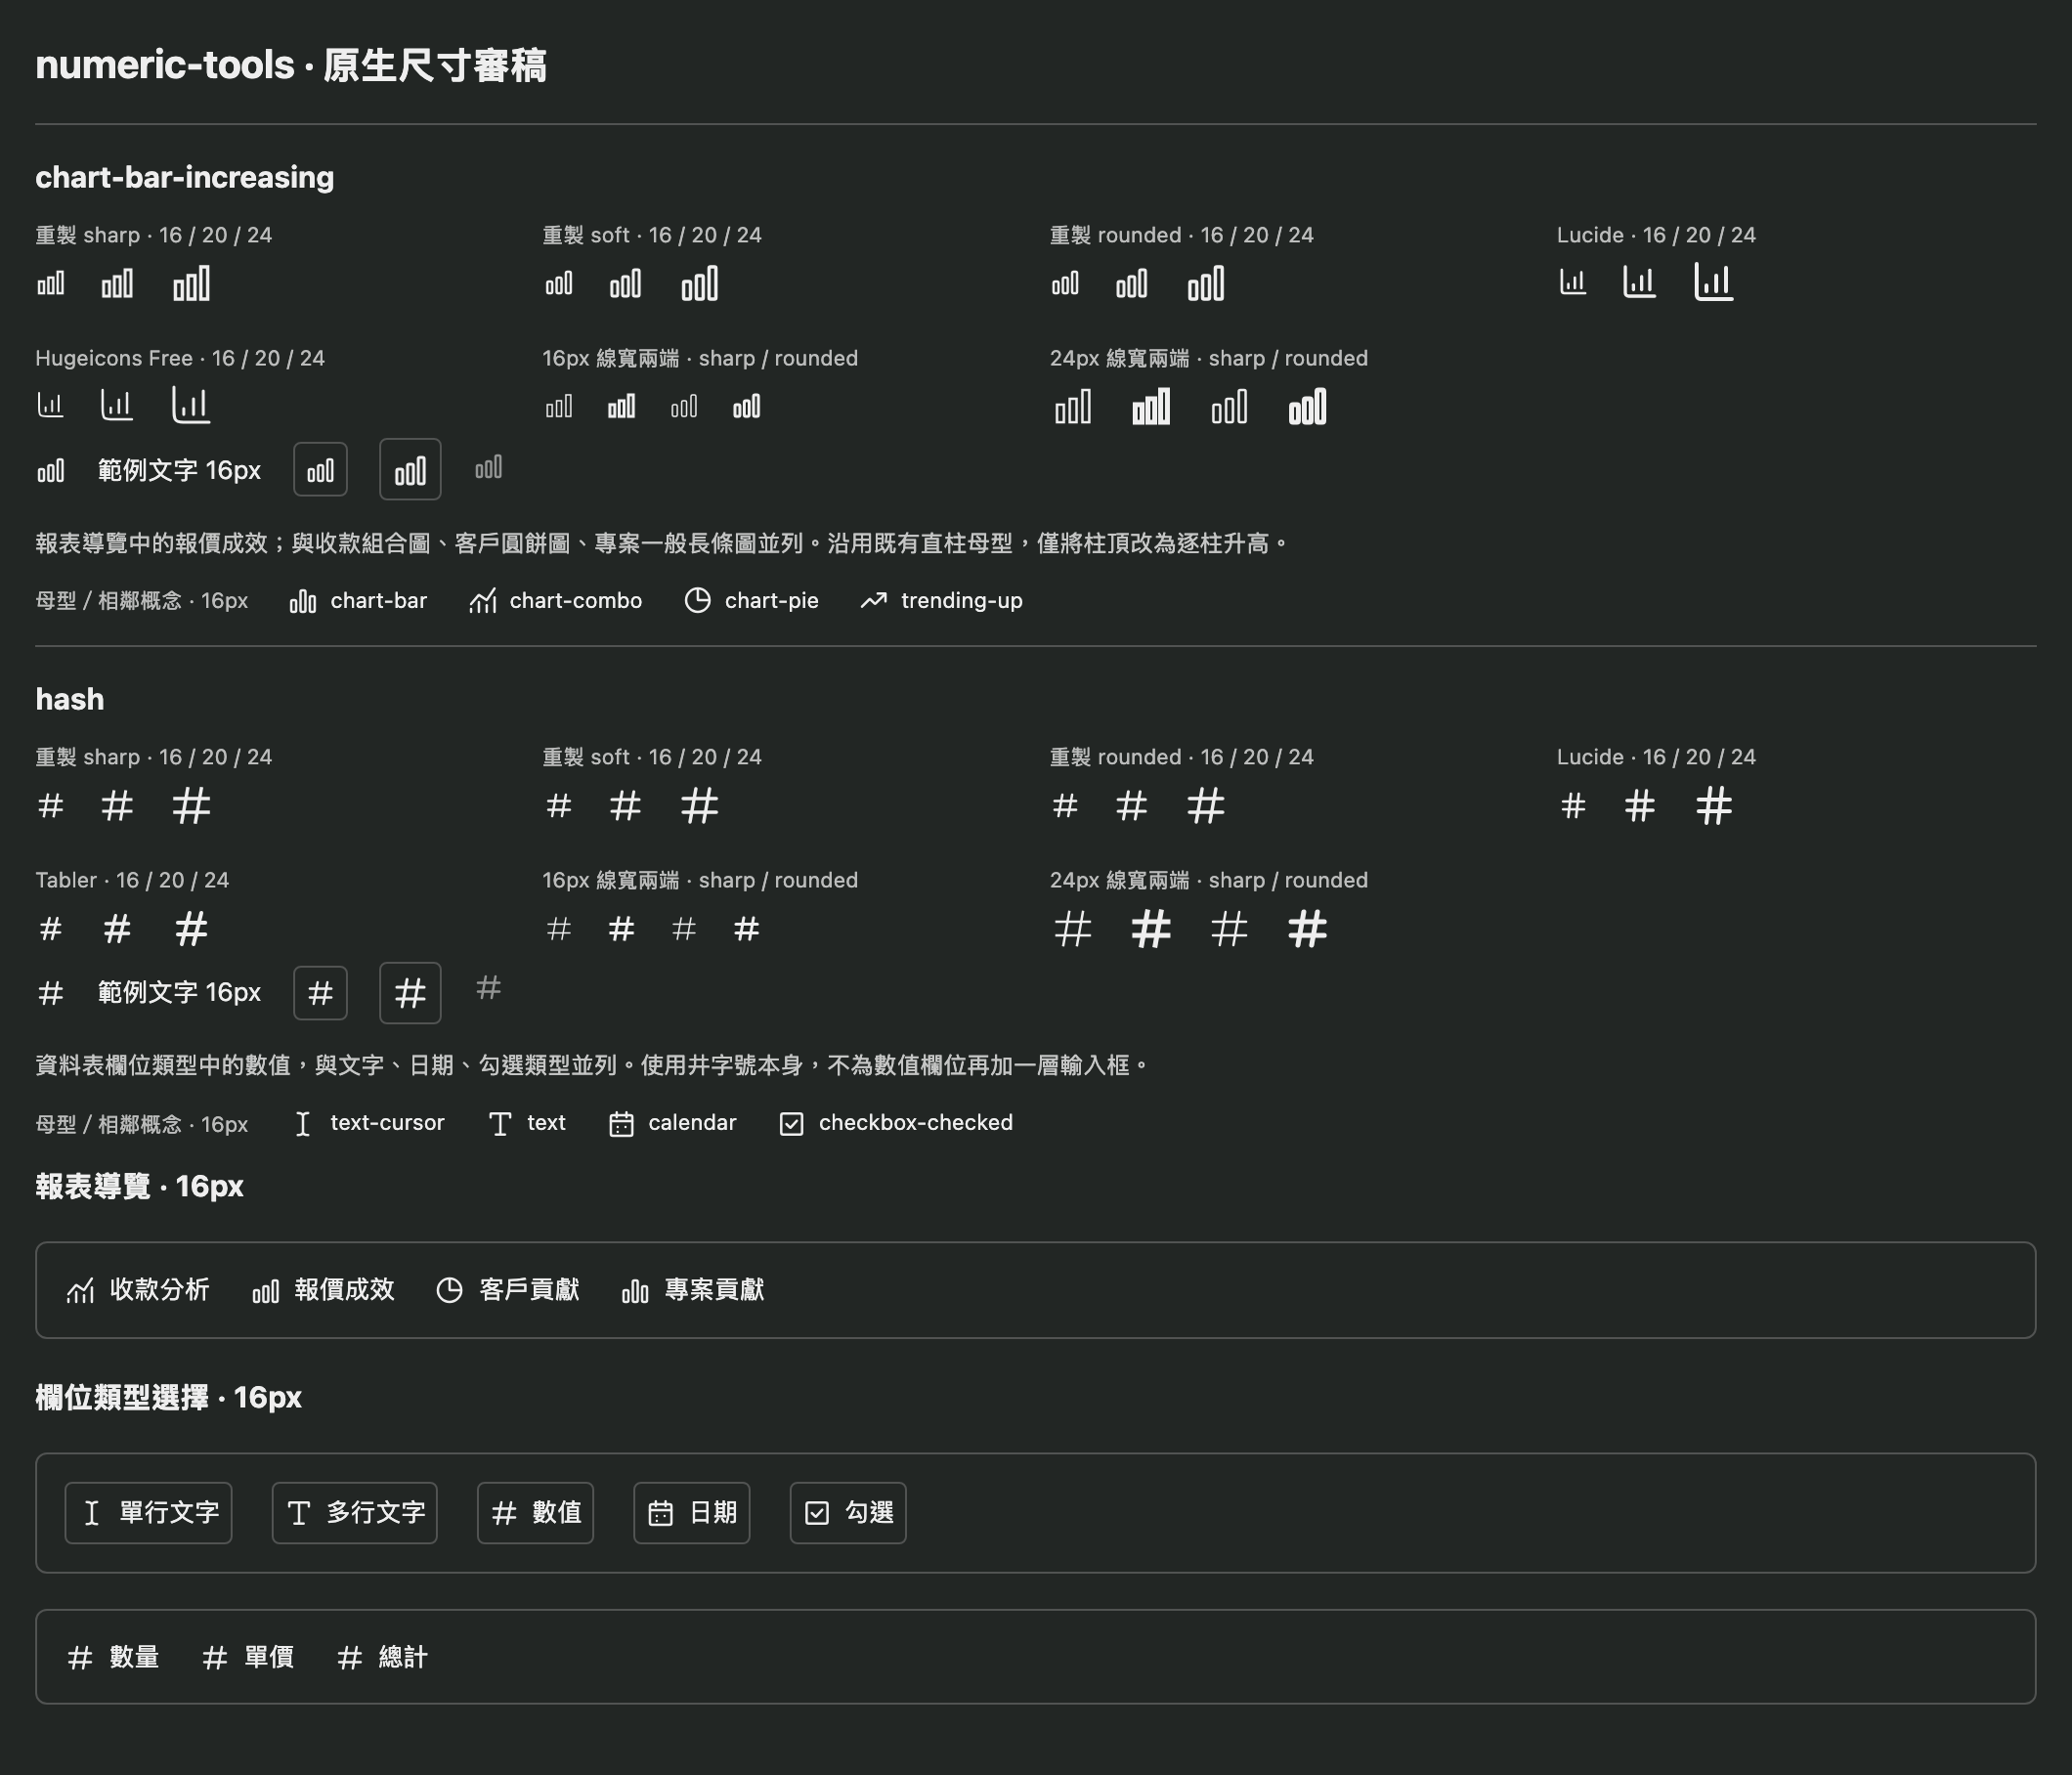 numeric-tools · 原生尺寸審稿
chart-bar-increasing
重製 sharp · 16 / 20 / 24
重製 soft · 16 / 20 / 24
重製 rounded · 16 / 20 / 24
Lucide · 16 / 20 / 24
Hugeicons Free · 16 / 20 / 24
16px 線寬兩端 · sharp / rounded
24px 線寬兩端 · sharp / rounded
範例文字 16px
報表導覽中的報價成效；與收款組合圖、客戶圓餅圖、專案一般長條圖並列。沿用既有直柱母型，僅將柱頂改為逐柱升高。
母型 / 相鄰概念 · 16px
chart-bar
chart-combo
chart-pie
trending-up
hash
重製 sharp · 16 / 20 / 24
重製 soft · 16 / 20 / 24
重製 rounded · 16 / 20 / 24
Lucide · 16 / 20 / 24
Tabler · 16 / 20 / 24
16px 線寬兩端 · sharp / rounded
24px 線寬兩端 · sharp / rounded
範例文字 16px
資料表欄位類型中的數值，與文字、日期、勾選類型並列。使用井字號本身，不為數值欄位再加一層輸入框。
母型 / 相鄰概念 · 16px
text-cursor
text
calendar
checkbox-checked
報表導覽 · 16px
收款分析
報價成效
客戶貢獻
專案貢獻
欄位類型選擇 · 16px
單行文字
多行文字
數值
日期
勾選
數量
單價
總計